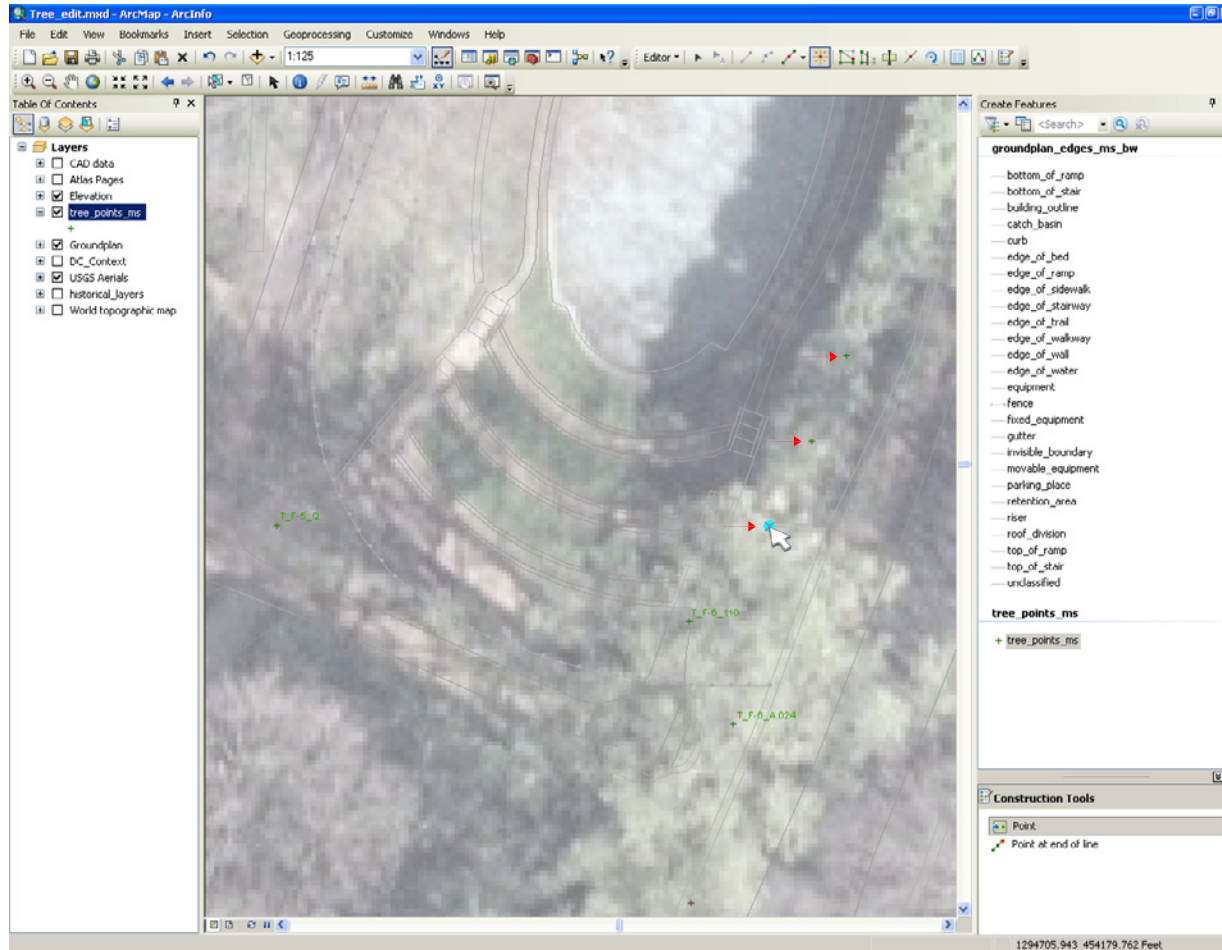 Tree_edit.mxd - ArcMap - ArcInfo
File Edit View Bookmarks Insert Selection Geoprocessing Customize Windows Help
1:125
Editor
Table Of Contents
Layers
CAD data
Atlas Pages
Elevation
tree_points_ms
Groundplan
DC_Context
USGS Aerials
historical_layers
World topographic map
T_F-5_Q
T_F-6_110
T_F-6_A.024
Create Features
<Search>
groundplan_edges_ms_bw
bottom_of_ramp
bottom_of_stair
building_outline
catch_basin
curb
edge_of_bed
edge_of_ramp
edge_of_sidewalk
edge_of_stairway
edge_of_trail
edge_of_walkway
edge_of_wall
edge_of_water
equipment
fence
fixed_equipment
gutter
invisible_boundary
movable_equipment
parking_place
retention_area
riser
roof_division
top_of_ramp
top_of_stair
unclassified
tree_points_ms
tree_points_ms
Construction Tools
Point
Point at end of line
1294705.943 454179.762 Feet